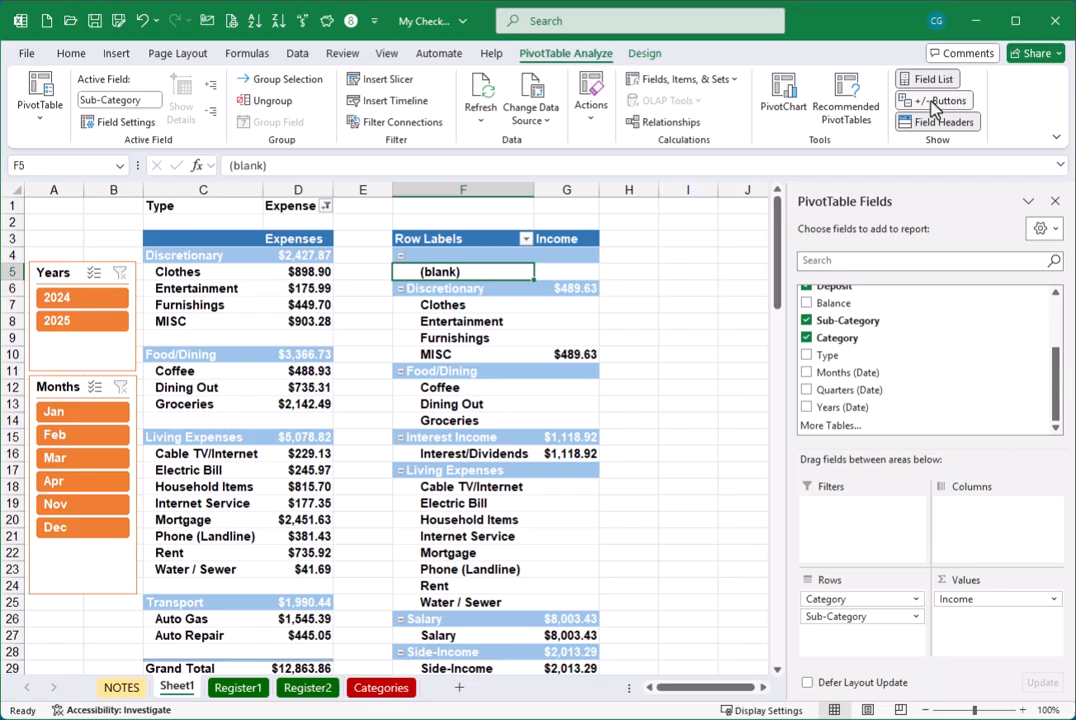 My Check...
Search
CG
File Home Insert Page Layout Formulas Data Review View Automate Help PivotTable Analyze Design
Comments Share
PivotTable
Active Field:
Sub-Category
Field Settings
Show Details
Active Field
Group Selection
Ungroup
Group Field
Group
Insert Slicer
Insert Timeline
Filter Connections
Filter
Refresh
Change Data Source
Data
Actions
Fields, Items, & Sets
OLAP Tools
Relationships
Calculations
PivotChart
Recommended PivotTables
Tools
Field List
+/- Buttons
Field Headers
Show
F5 fx (blank)
A B C D E F G H I J
1 Type Expense
2
3 Expenses Row Labels Income
4 Discretionary $2,427.87
5 Clothes $898.90 (blank)
6 Entertainment $175.99 Discretionary $489.63
7 Furnishings $449.70 Clothes
8 MISC $903.28 Entertainment
9 Furnishings
10 Food/Dining $3,366.73 MISC $489.63
11 Coffee $488.93 Food/Dining
12 Dining Out $735.31 Coffee
13 Groceries $2,142.49 Dining Out
14 Groceries
15 Living Expenses $5,078.82 Interest Income $1,118.92
16 Cable TV/Internet $229.13 Interest/Dividends $1,118.92
17 Electric Bill $245.97 Living Expenses
18 Household Items $815.70 Cable TV/Internet
19 Internet Service $177.35 Electric Bill
20 Mortgage $2,451.63 Household Items
21 Phone (Landline) $381.43 Internet Service
22 Rent $735.92 Mortgage
23 Water / Sewer $41.69 Phone (Landline)
24 Rent
25 Transport $1,990.44 Water / Sewer
26 Auto Gas $1,545.39 Salary $8,003.43
27 Auto Repair $445.05 Salary $8,003.43
28 Side-Income $2,013.29
29 Grand Total $12,863.86 Side-Income $2,013.29
Years
2024
2025
Months
Jan
Feb
Mar
Apr
Nov
Dec
PivotTable Fields
Choose fields to add to report:
Search
Deposit
Balance
Sub-Category
Category
Type
Months (Date)
Quarters (Date)
Years (Date)
More Tables...
Drag fields between areas below:
Filters Columns
Rows Σ Values
Category Income
Sub-Category
Defer Layout Update Update
NOTES Sheet1 Register1 Register2 Categories
Ready Accessibility: Investigate Display Settings 100%